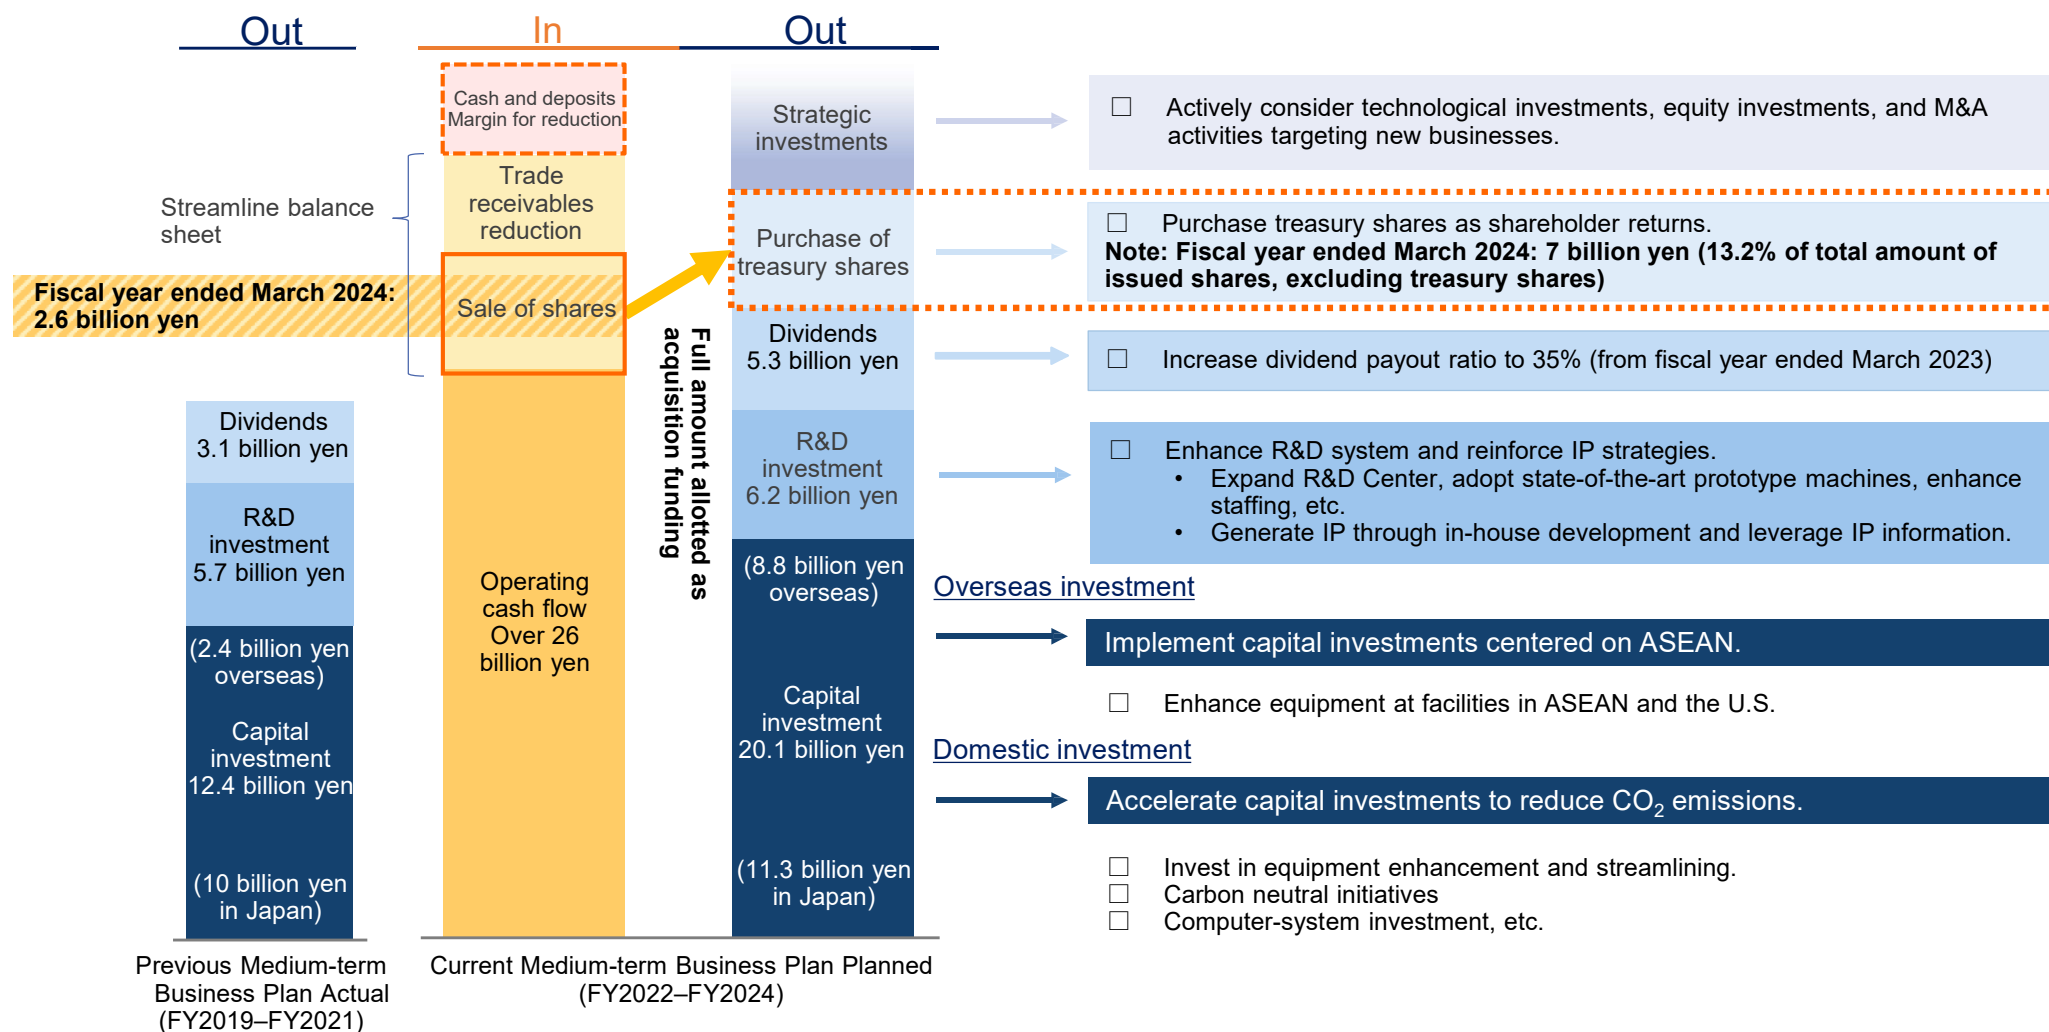 Out
In
Out
Cash and deposits
Margin for reduction
Trade
receivables
reduction
Streamline balance
sheet
Fiscal year ended March 2024:
2.6 billion yen
Sale of shares
Full amount allotted as
acquisition funding
Operating
cash flow
Over 26
billion yen
Dividends
3.1 billion yen
R&D
investment
5.7 billion yen
(2.4 billion yen
overseas)
Capital
investment
12.4 billion yen
(10 billion yen
in Japan)
Previous Medium-term
Business Plan Actual
(FY2019–FY2021)
Strategic
investments
Purchase of
treasury shares
Dividends
5.3 billion yen
R&D
investment
6.2 billion yen
(8.8 billion yen
overseas)
Capital
investment
20.1 billion yen
(11.3 billion yen
in Japan)
Current Medium-term Business Plan Planned
(FY2022–FY2024)
□ Actively consider technological investments, equity investments, and M&A
activities targeting new businesses.
□ Purchase treasury shares as shareholder returns.
Note: Fiscal year ended March 2024: 7 billion yen (13.2% of total amount of
issued shares, excluding treasury shares)
□ Increase dividend payout ratio to 35% (from fiscal year ended March 2023)
□ Enhance R&D system and reinforce IP strategies.
• Expand R&D Center, adopt state-of-the-art prototype machines, enhance
staffing, etc.
• Generate IP through in-house development and leverage IP information.
Overseas investment
Implement capital investments centered on ASEAN.
□ Enhance equipment at facilities in ASEAN and the U.S.
Domestic investment
Accelerate capital investments to reduce CO₂ emissions.
□ Invest in equipment enhancement and streamlining.
□ Carbon neutral initiatives
□ Computer-system investment, etc.